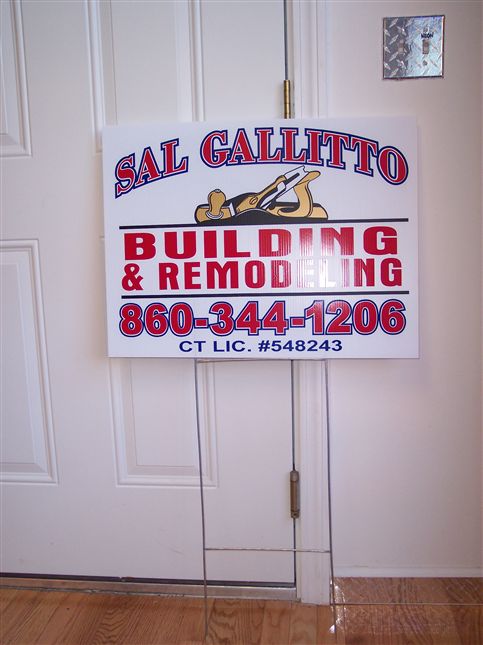 SAL GALLITTO
BUILDING
& REMODELING
860-344-1206
CT LIC. #548243